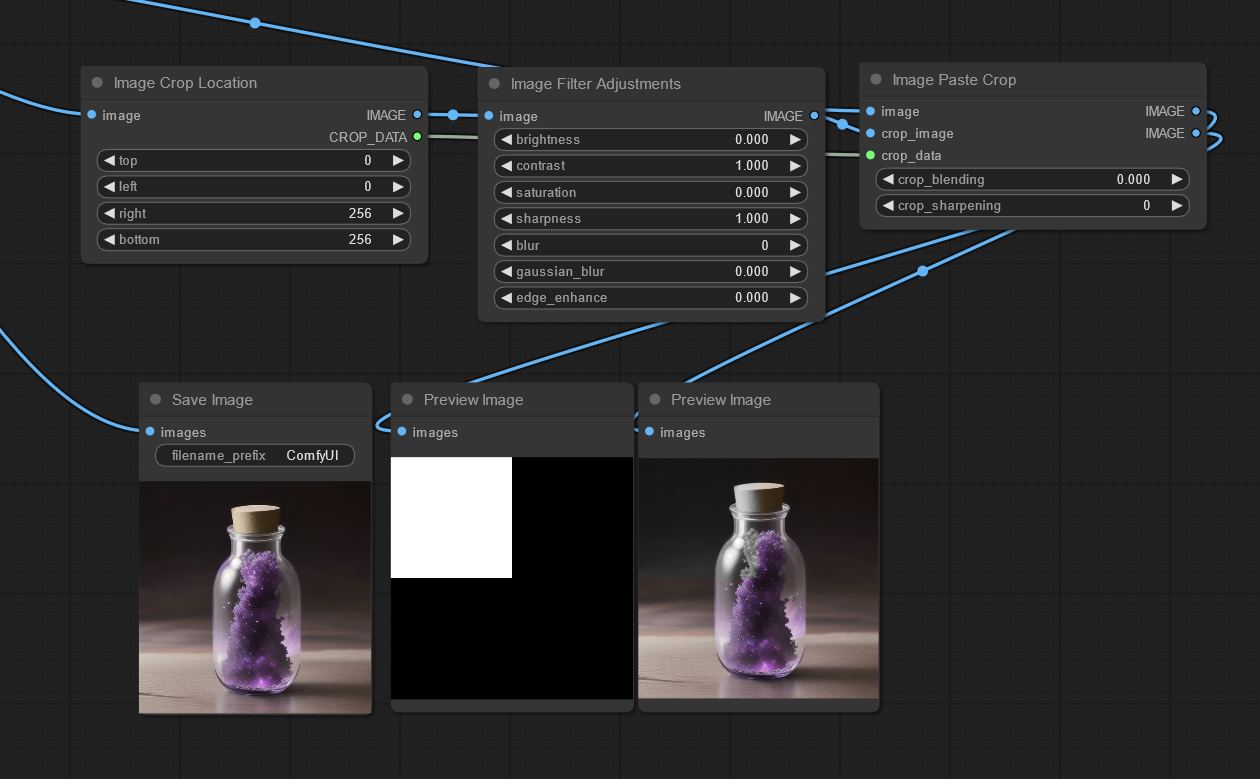 Image Crop Location
image IMAGE
CROP_DATA
top 0
left 0
right 256
bottom 256
Image Filter Adjustments
image IMAGE
brightness 0.000
contrast 1.000
saturation 0.000
sharpness 1.000
blur 0
gaussian_blur 0.000
edge_enhance 0.000
Image Paste Crop
image IMAGE
crop_image IMAGE
crop_data
crop_blending 0.000
crop_sharpening 0
Save Image
images
filename_prefix ComfyUI
Preview Image
images
Preview Image
images